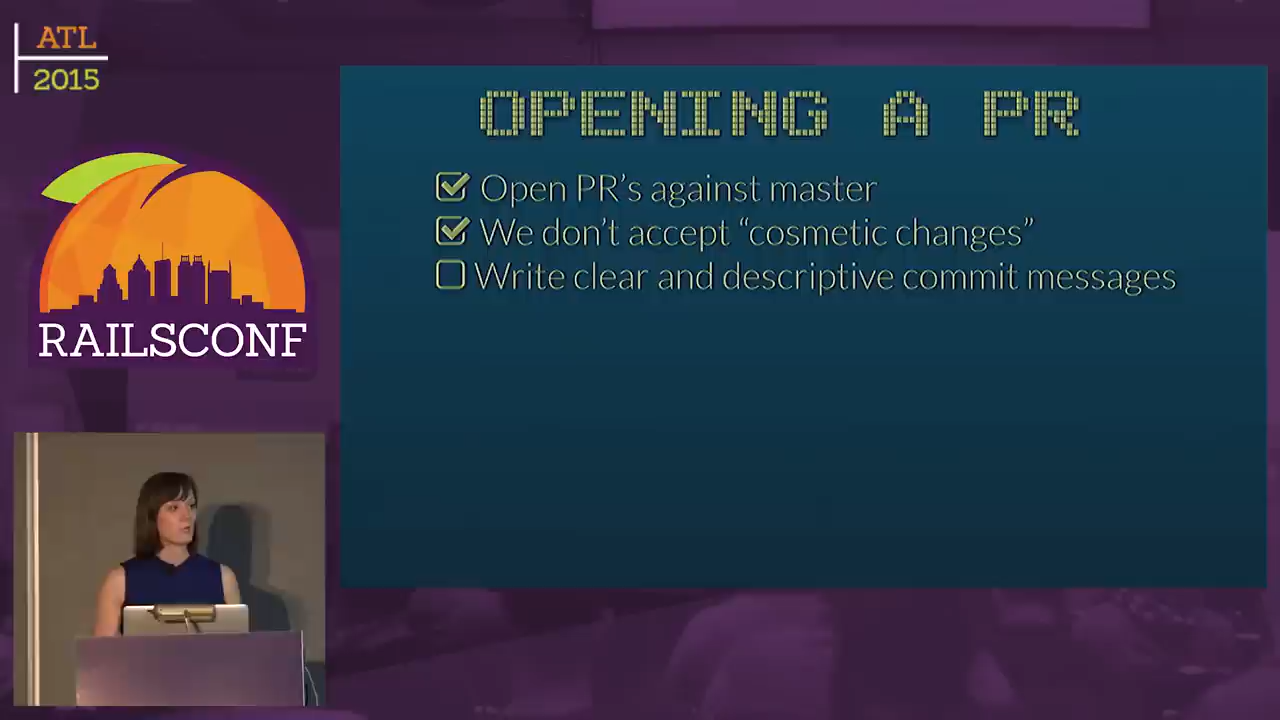 ATL
2015
RAILSCONF
OPENING A PR
Open PR’s against master
We don’t accept “cosmetic changes”
Write clear and descriptive commit messages